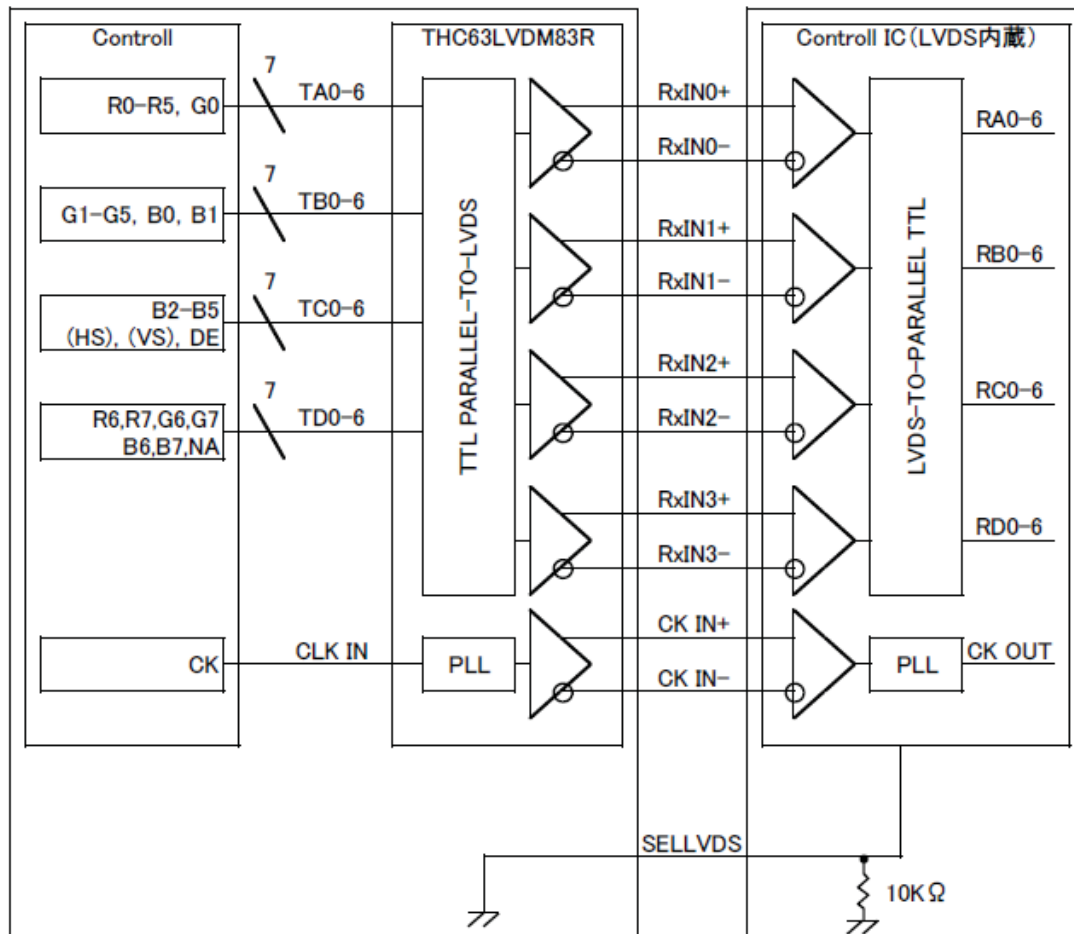 Controll
THC63LVDM83R
Controll IC(LVDS内蔵)
R0-R5, G0
7
TA0-6
RxIN0+
RxIN0-
RA0-6
G1-G5, B0, B1
7
TB0-6
RxIN1+
RxIN1-
RB0-6
B2-B5
(HS), (VS), DE
7
TC0-6
RxIN2+
RxIN2-
RC0-6
R6,R7,G6,G7
B6,B7,NA
7
TD0-6
RxIN3+
RxIN3-
RD0-6
TTL PARALLEL-TO-LVDS
LVDS-TO-PARALLEL TTL
CK
CLK IN
PLL
CK IN+
CK IN-
PLL
CK OUT
SELLVDS
10KΩ